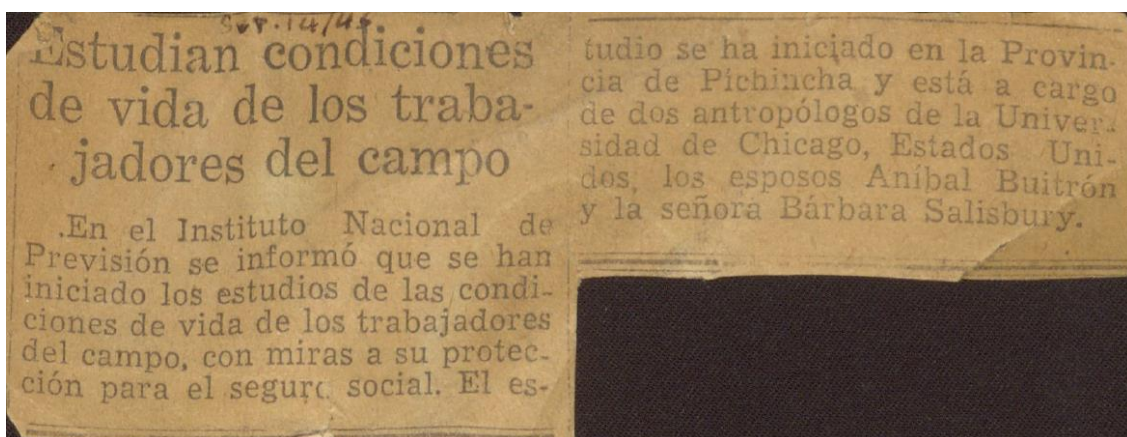 Sep. 14/46
Estudian condiciones
de vida de los traba-
jadores del campo
.En el Instituto Nacional de
Previsión se informó que se han
iniciado los estudios de las condi-
ciones de vida de los trabajadores
del campo, con miras a su protec-
ción para el seguro social. El es-
tudio se ha iniciado en la Provin-
cia de Pichincha y está a cargo
de dos antropólogos de la Univer-
sidad de Chicago, Estados Uni-
dos, los esposos Aníbal Buitrón
y la señora Bárbara Salisbury.